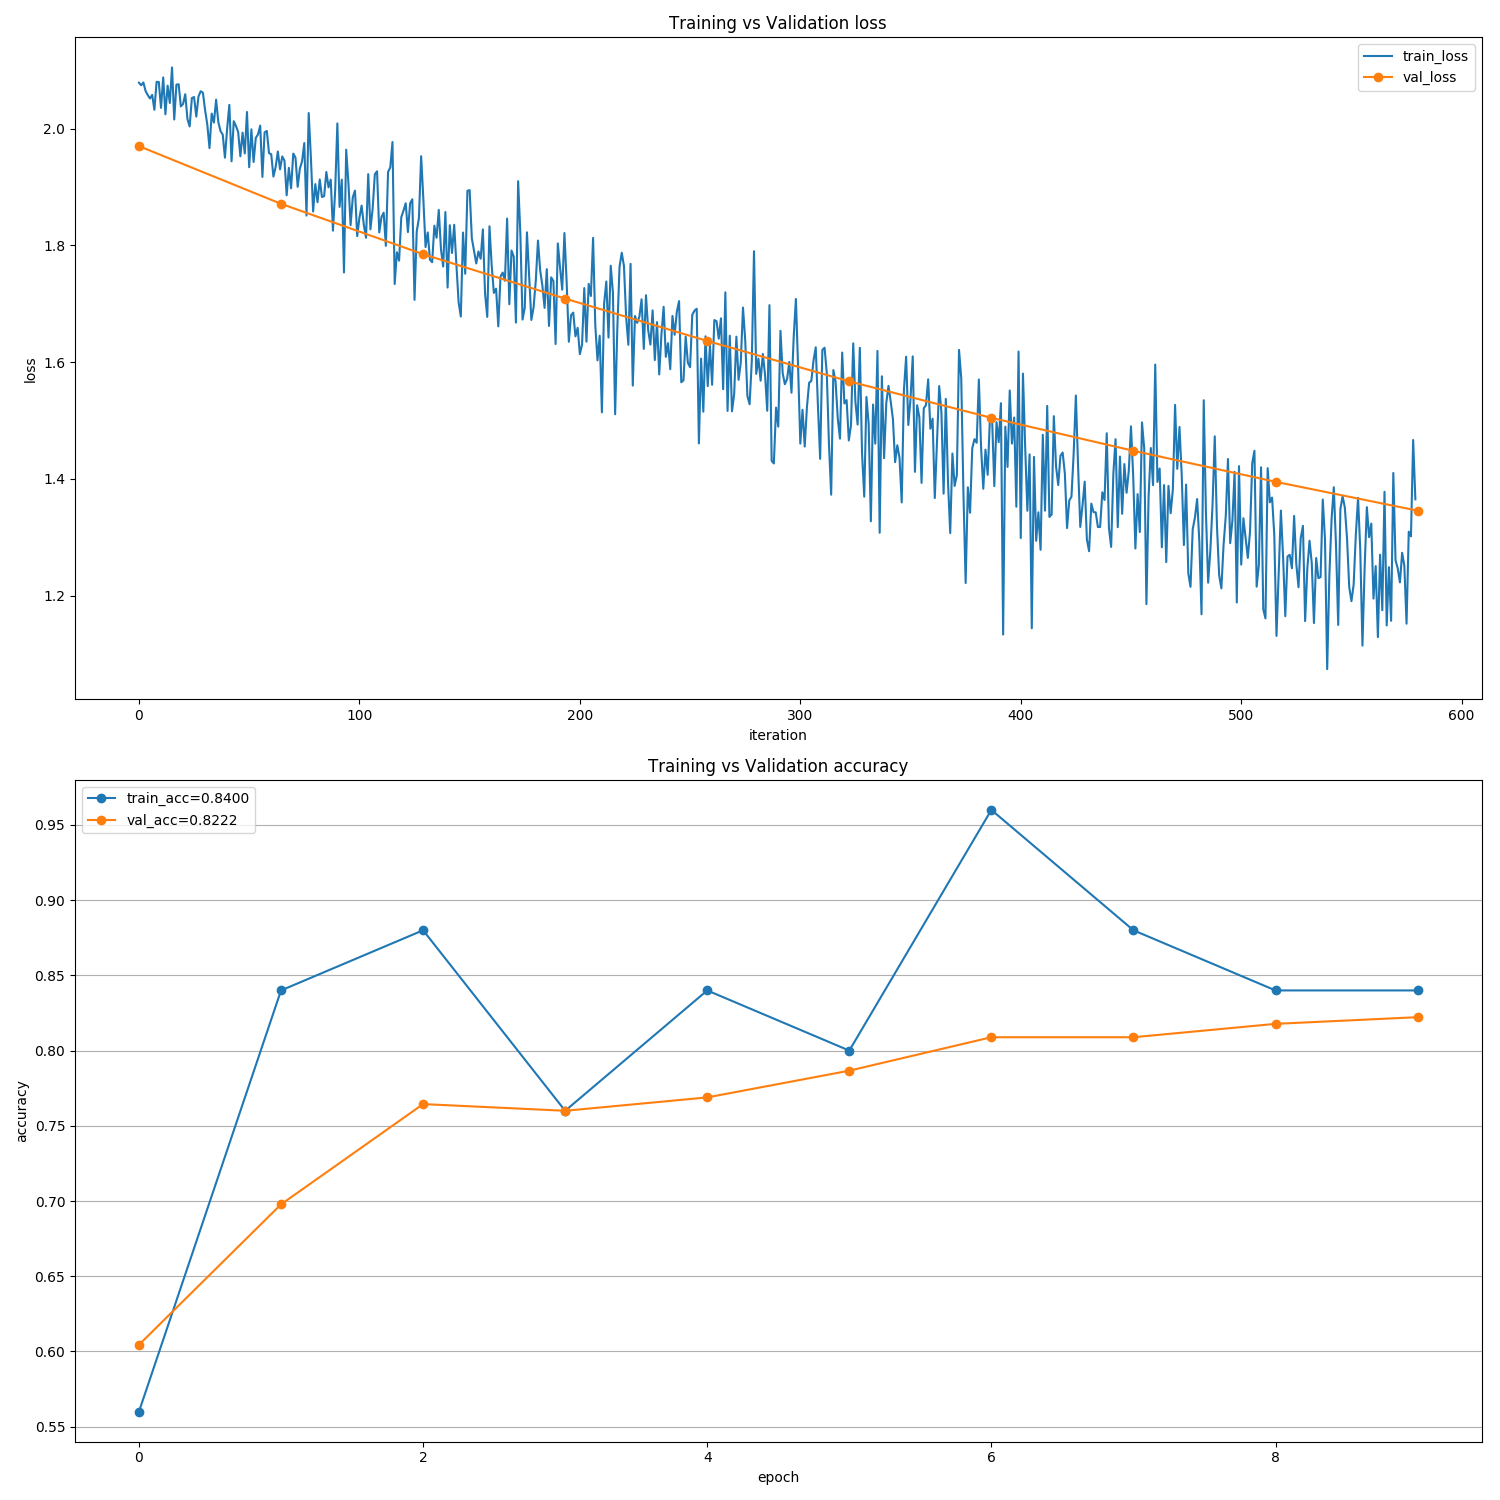 Training vs Validation loss
train_loss
val_loss
loss
2.0
1.8
1.6
1.4
1.2
0 100 200 300 400 500 600
iteration
Training vs Validation accuracy
train_acc=0.8400
val_acc=0.8222
accuracy
0.95
0.90
0.85
0.80
0.75
0.70
0.65
0.60
0.55
0 2 4 6 8
epoch